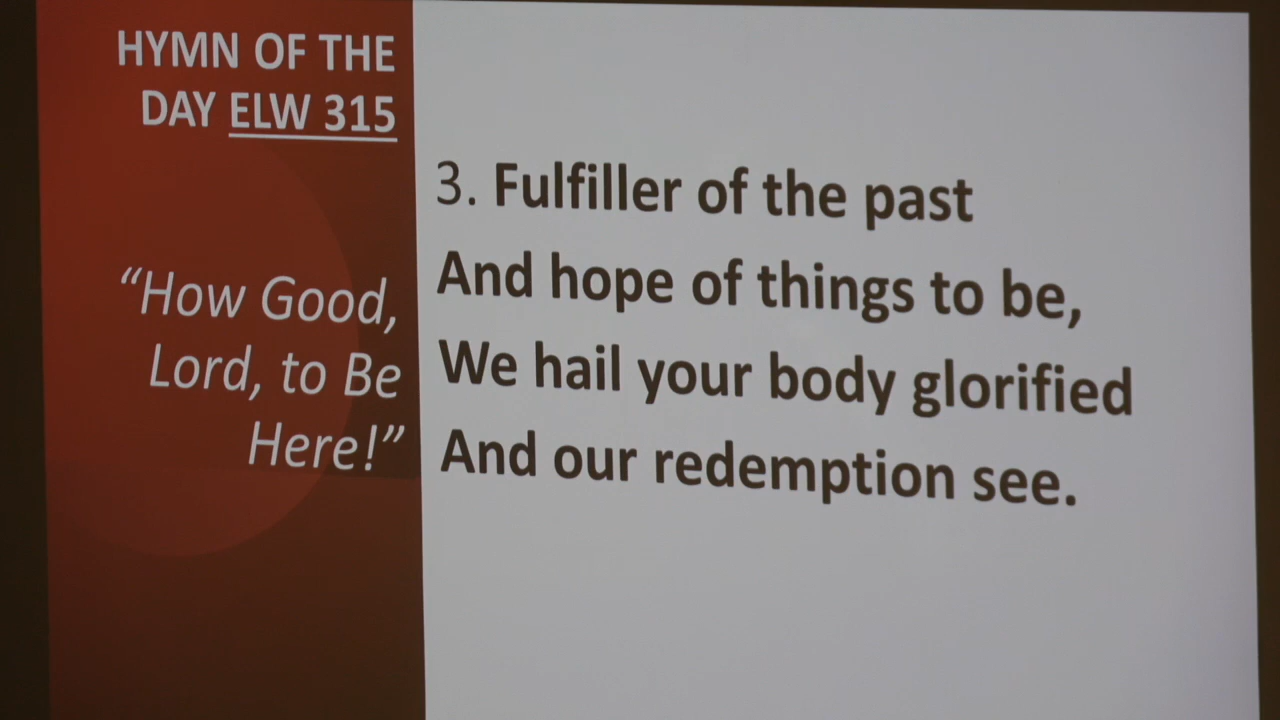 HYMN OF THE
DAY ELW 315
“How Good,
Lord, to Be
Here!”
3. Fulfiller of the past
And hope of things to be,
We hail your body glorified
And our redemption see.